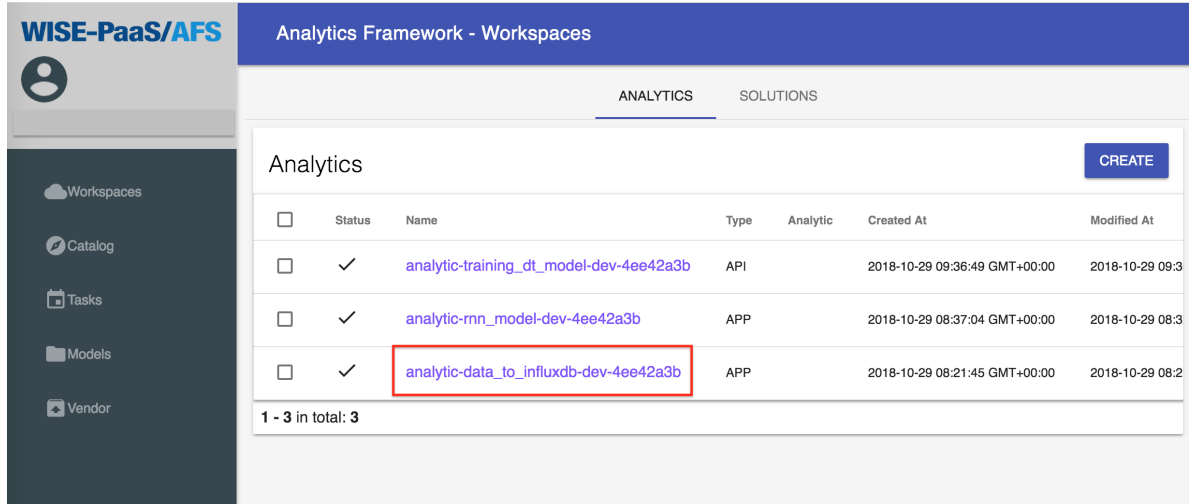 WISE-PaaS/AFS
Analytics Framework - Workspaces
ANALYTICS SOLUTIONS
Analytics
CREATE
Workspaces
Catalog
Tasks
Models
Vendor
Status Name Type Analytic Created At Modified At
analytic-training_dt_model-dev-4ee42a3b API 2018-10-29 09:36:49 GMT+00:00 2018-10-29 09:3
analytic-rnn_model-dev-4ee42a3b APP 2018-10-29 08:37:04 GMT+00:00 2018-10-29 08:3
analytic-data_to_influxdb-dev-4ee42a3b APP 2018-10-29 08:21:45 GMT+00:00 2018-10-29 08:2
1 - 3 in total: 3